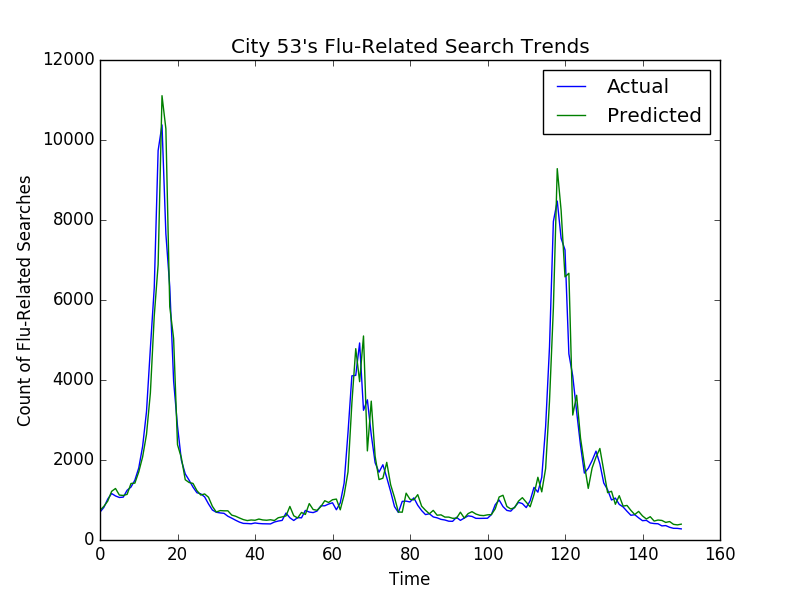 City 53's Flu-Related Search Trends
12000
10000
8000
6000
4000
2000
0
Count of Flu-Related Searches
Actual
Predicted
0 20 40 60 80 100 120 140 160
Time